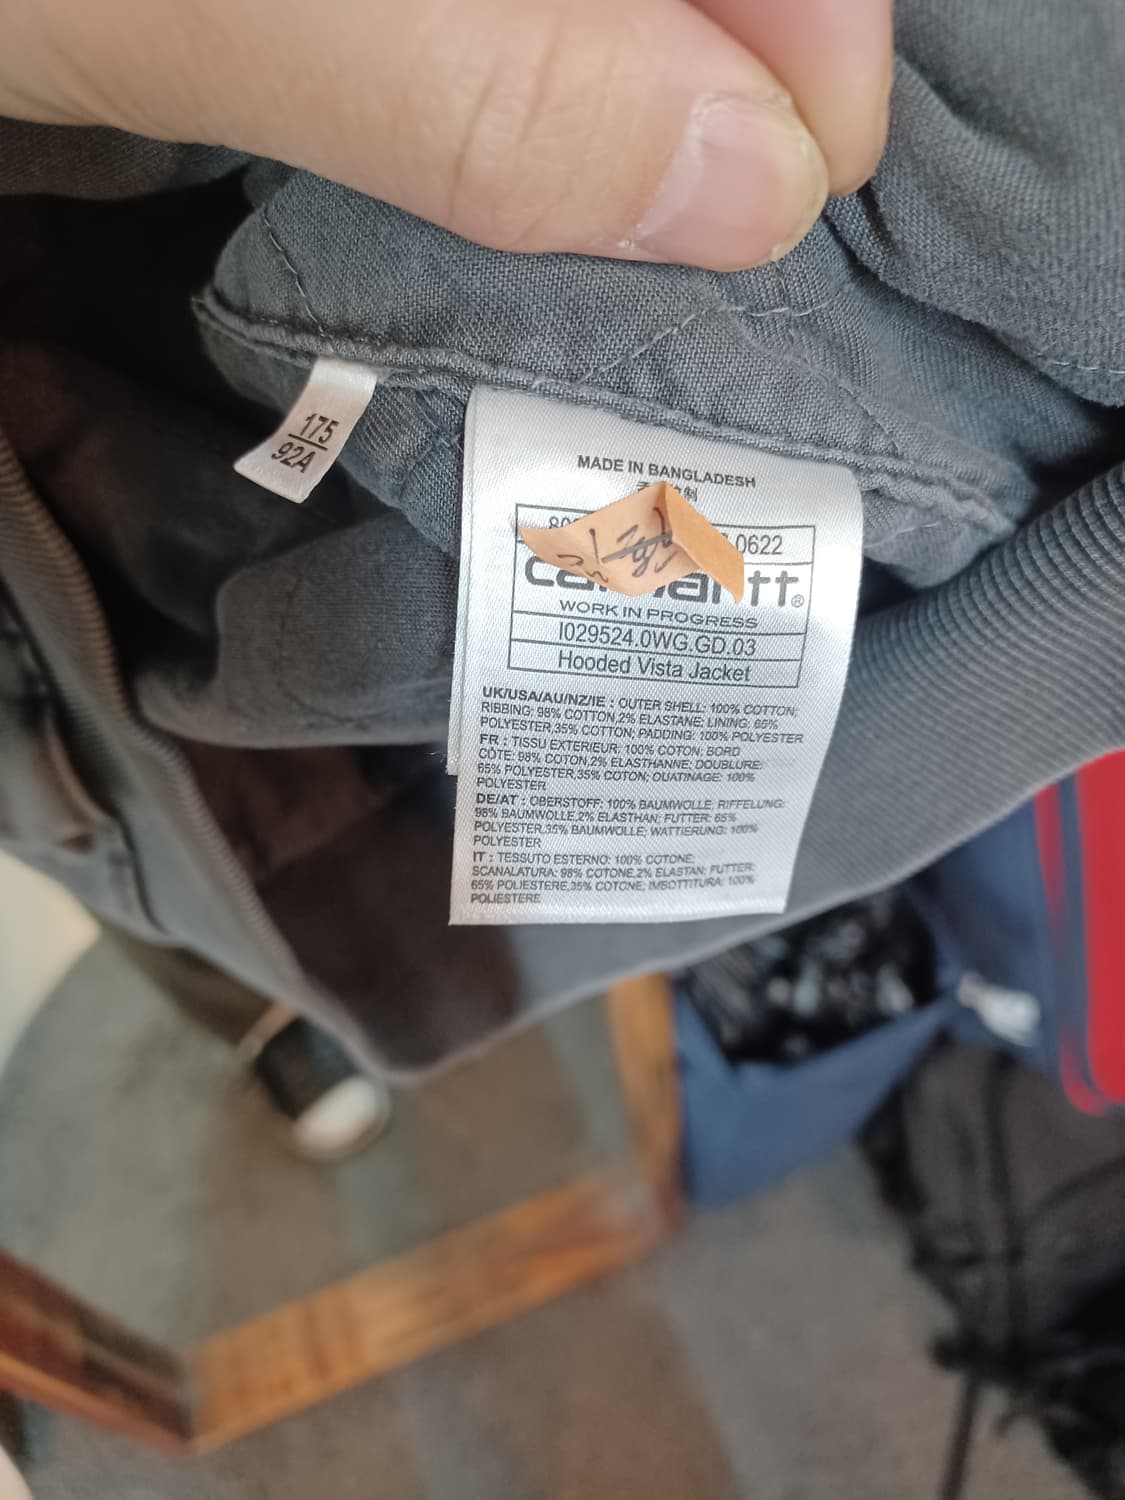 175
92A
MADE IN BANGLADESH
制
0622
WORK IN PROGRESS
I029524.0WG.GD.03
Hooded Vista Jacket
UK/USA/AU/NZ/IE : OUTER SHELL: 100% COTTON;
RIBBING: 98% COTTON,2% ELASTANE; LINING: 65%
POLYESTER,35% COTTON; PADDING: 100% POLYESTER
FR : TISSU EXTERIEUR: 100% COTON; BORD
CÔTE: 98% COTON,2% ELASTHANNE; DOUBLURE:
65% POLYESTER,35% COTON; OUATINAGE: 100%
POLYESTER
DE/AT : OBERSTOFF: 100% BAUMWOLLE; RIFFELUNG:
98% BAUMWOLLE,2% ELASTHAN; FUTTER: 65%
POLYESTER,35% BAUMWOLLE; WATTIERUNG: 100%
POLYESTER
IT : TESSUTO ESTERNO: 100% COTONE;
SCANALATURA: 98% COTONE,2% ELASTAN; FUTTER:
65% POLIESTERE,35% COTONE; IMBOTTITURA: 100%
POLIESTERE